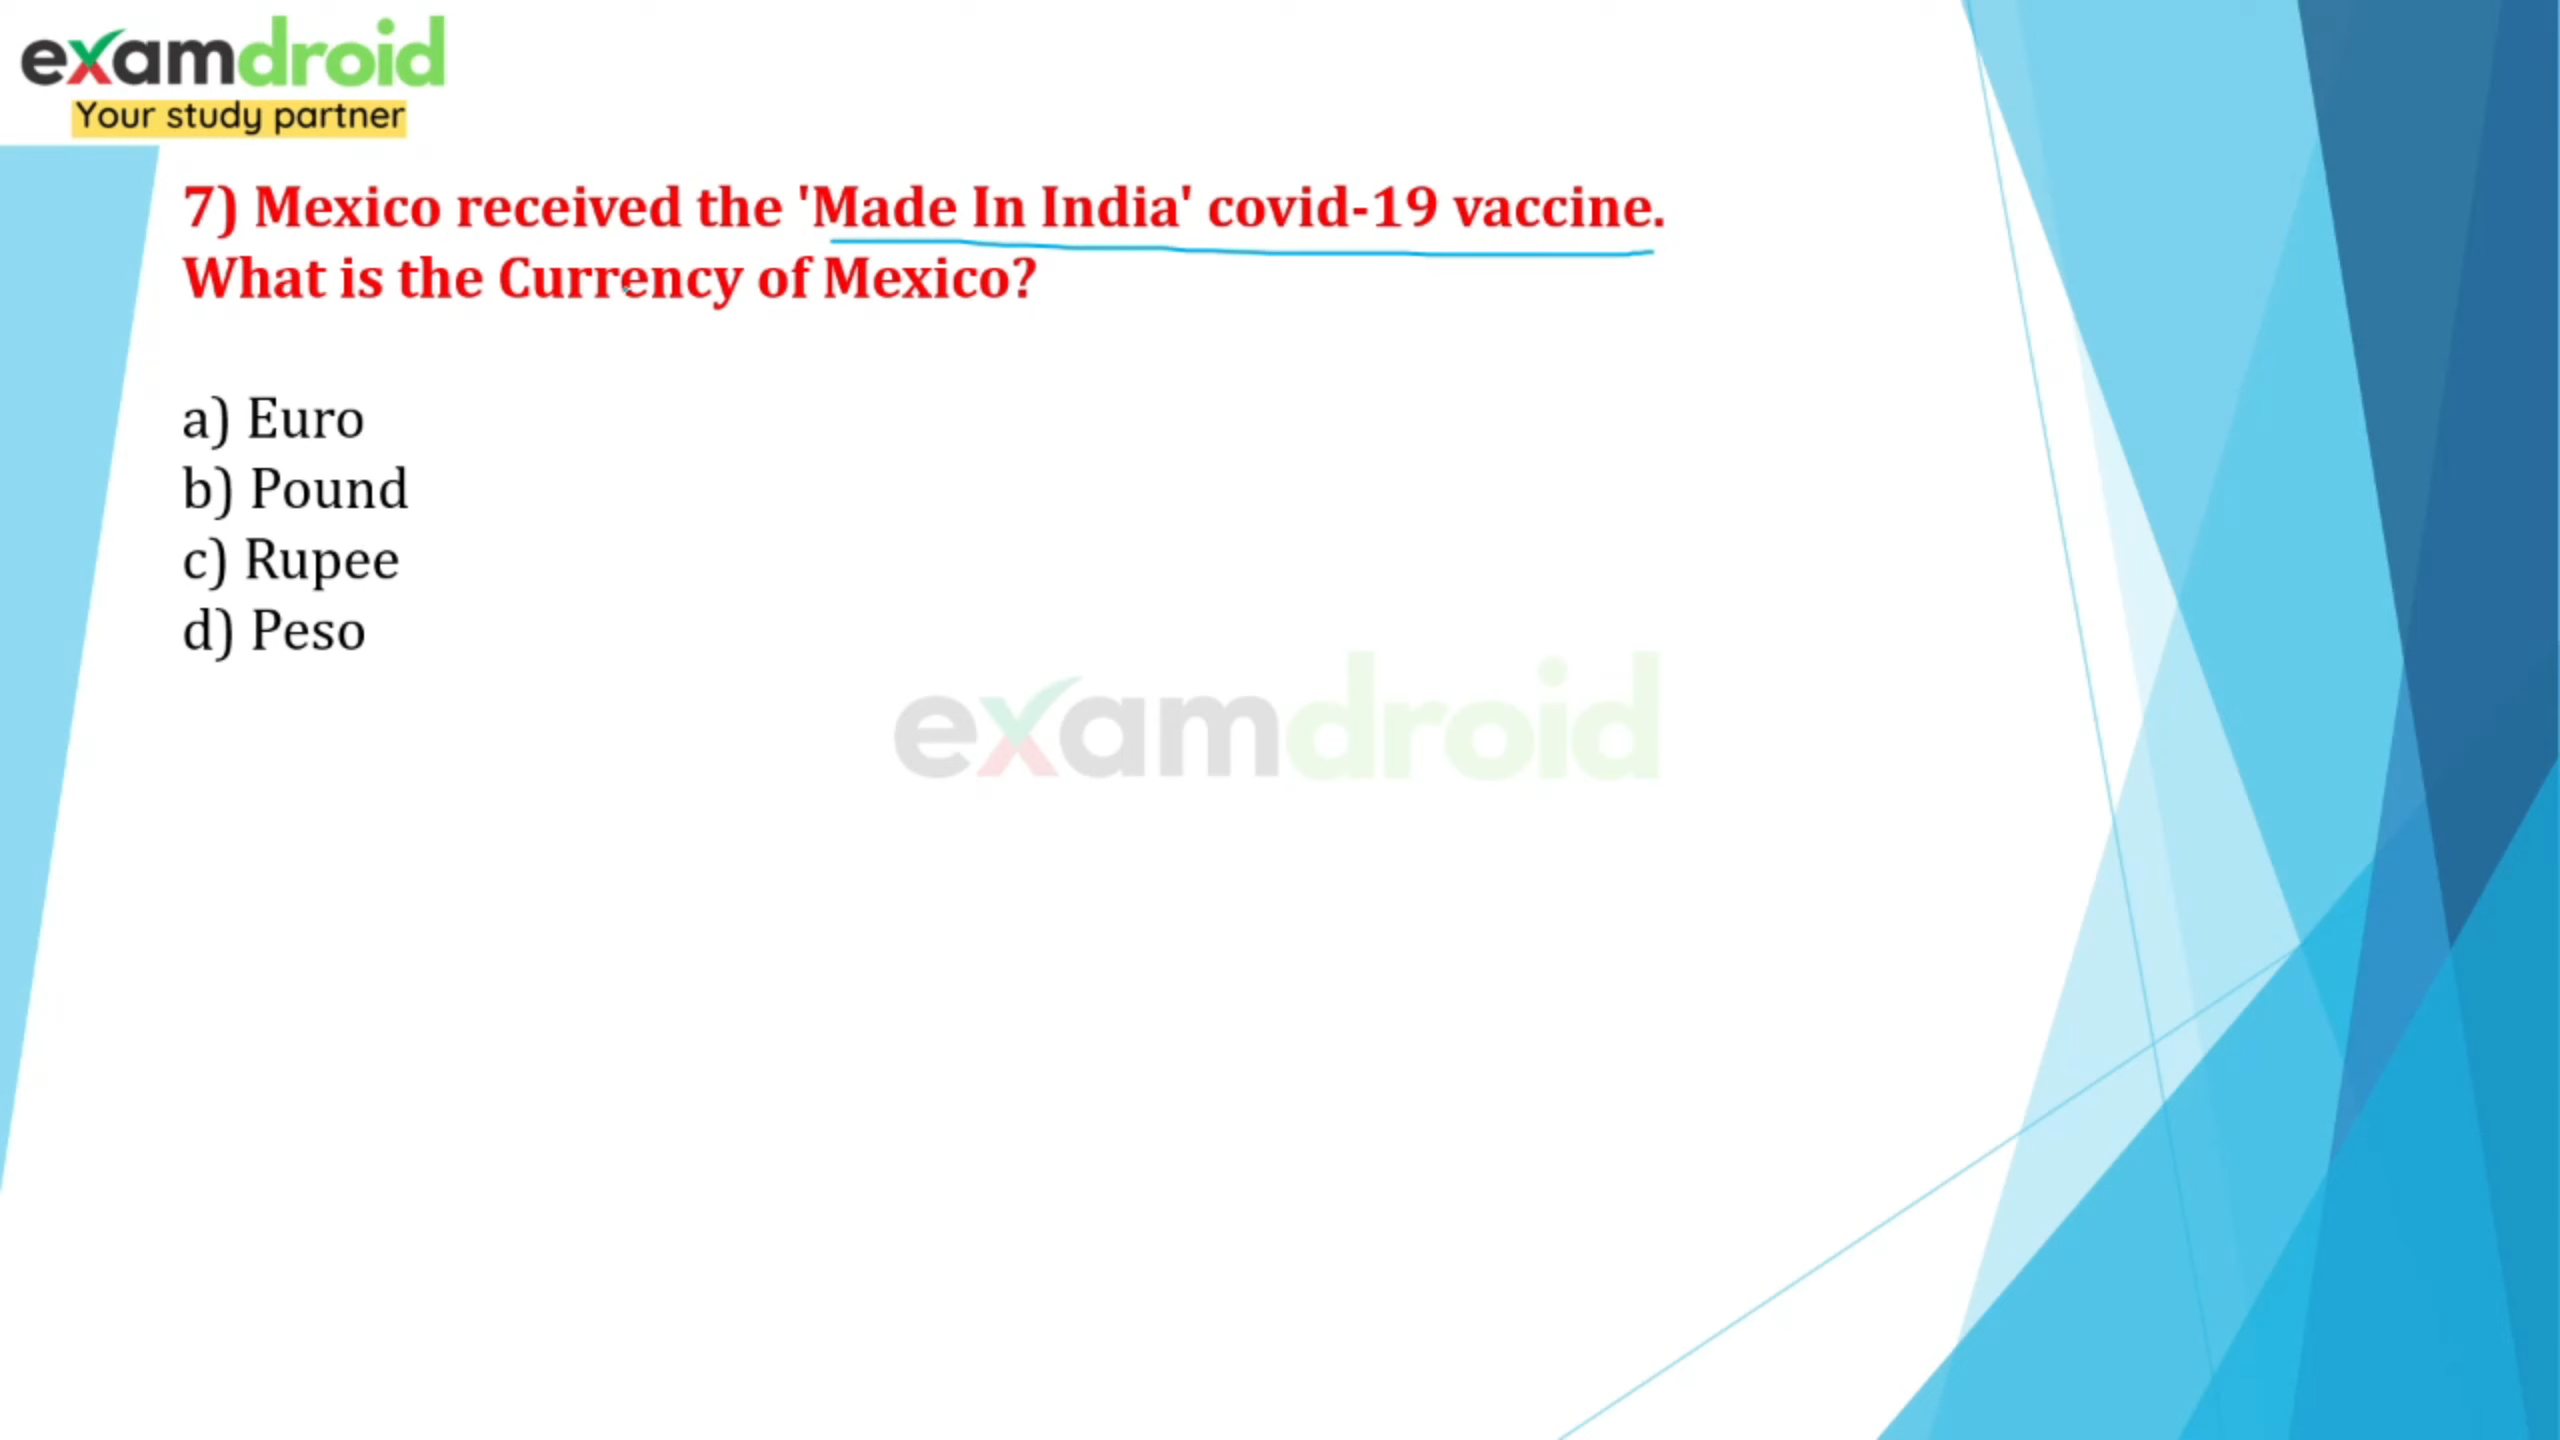 examdroid
Your study partner
7) Mexico received the 'Made In India' covid-19 vaccine.
What is the Currency of Mexico?
a) Euro
b) Pound
c) Rupee
d) Peso
examdroid